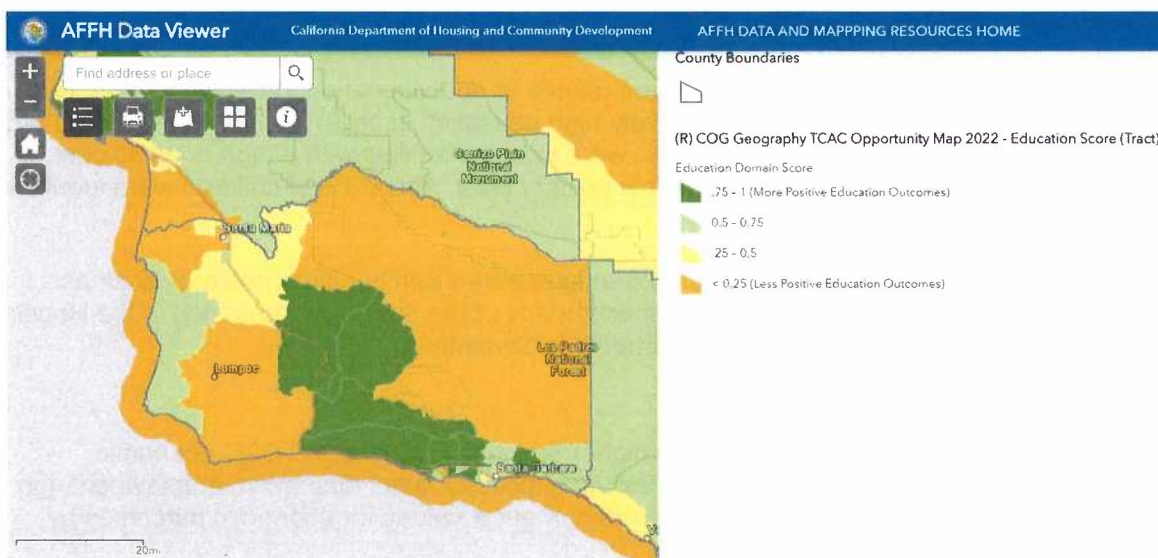 AFFH Data Viewer
California Department of Housing and Community Development
AFFH DATA AND MAPPPING RESOURCES HOME
+
Find address or place
−
i
County Boundaries
(R) COG Geography TCAC Opportunity Map 2022 - Education Score (Tract)
Education Domain Score
.75 - 1 (More Positive Education Outcomes)
0.5 - 0.75
.25 - 0.5
< 0.25 (Less Positive Education Outcomes)
Carrizo Plain
National
Monument
Santa Maria
Lompoc
Los Padres
National
Forest
Santa Barbara
20mi